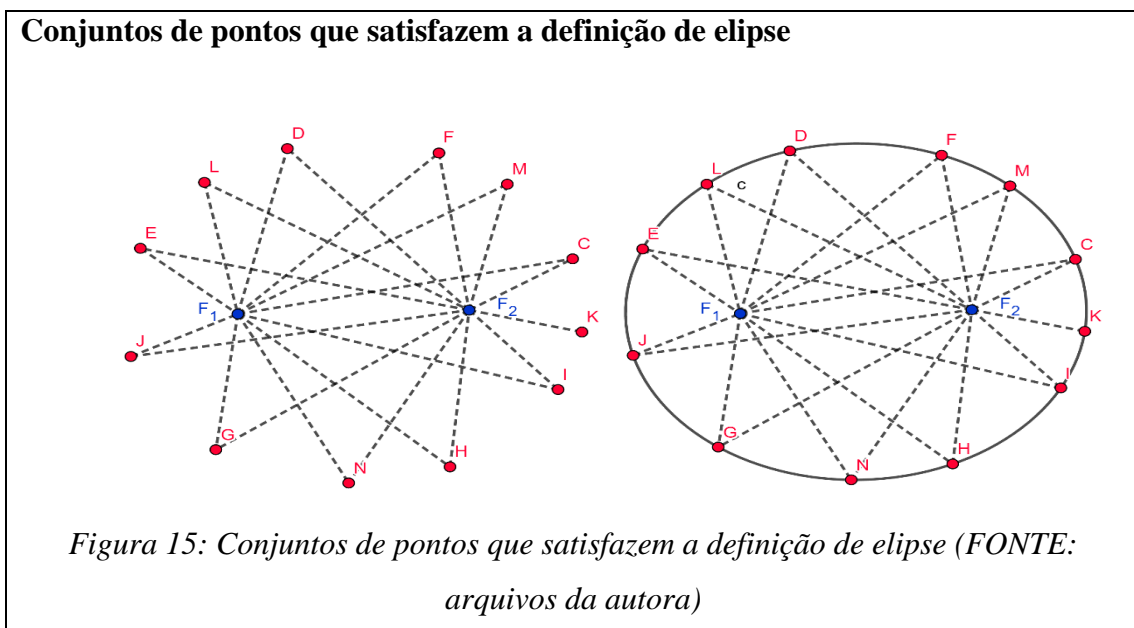 Conjuntos de pontos que satisfazem a definição de elipse
D
F
L
M
E
C
F1
F2
K
J
I
G
H
N
D
F
L
c
M
E
C
F1
F2
K
J
I
G
H
N
Figura 15: Conjuntos de pontos que satisfazem a definição de elipse (FONTE:
arquivos da autora)